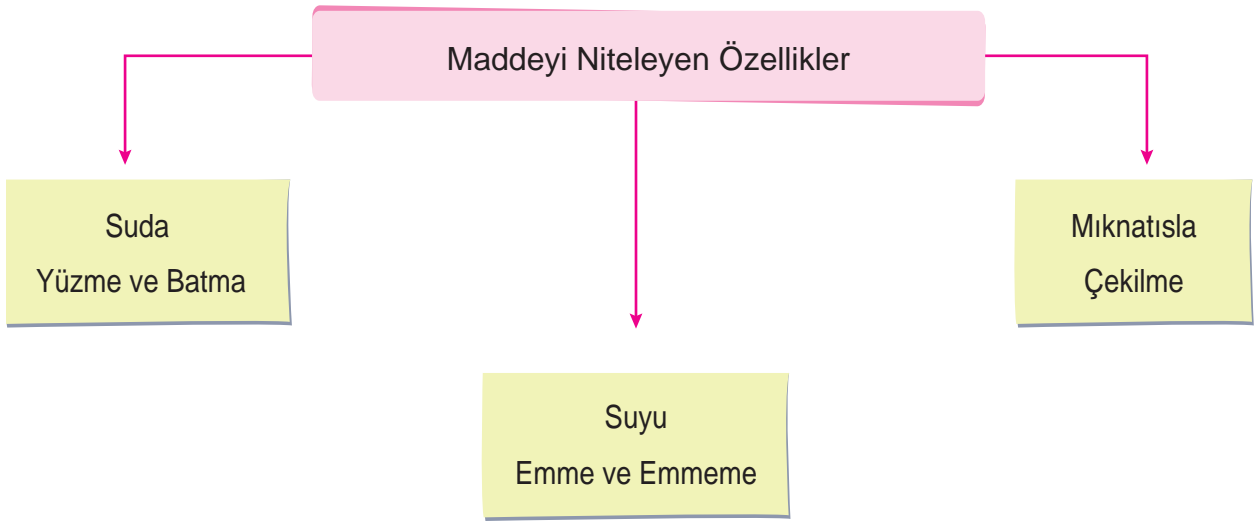 Maddeyi Niteleyen Özellikler
Suda
Yüzme ve Batma
Mıknatısla
Çekilme
Suyu
Emme ve Emmeme